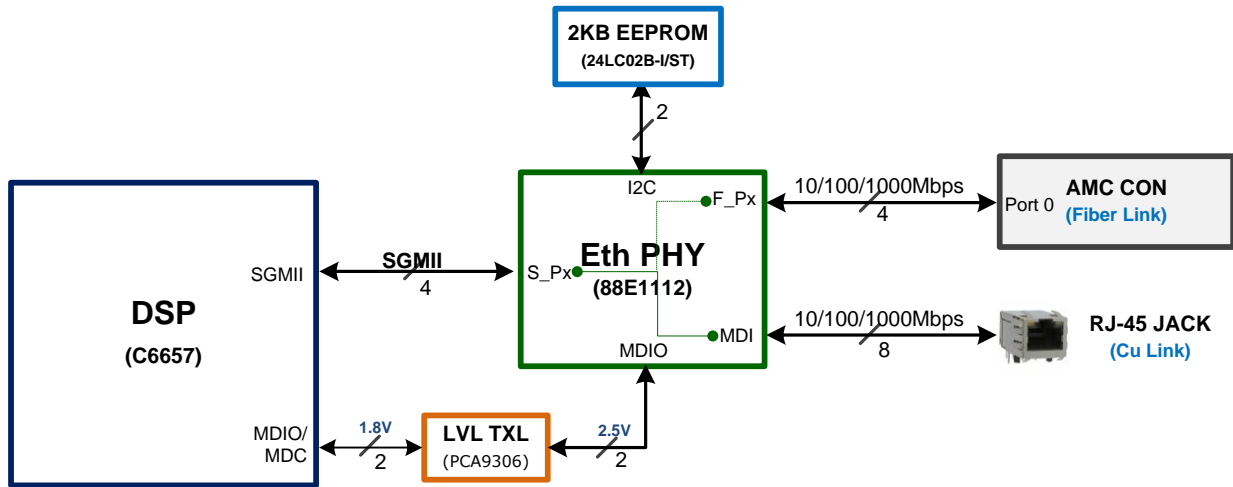 2KB EEPROM
(24LC02B-I/ST)
2
I2C
10/100/1000Mbps
4
F_Px
Port 0
AMC CON
(Fiber Link)
Eth PHY
(88E1112)
S_Px
SGMII
4
SGMII
DSP
(C6657)
MDI
MDIO
10/100/1000Mbps
8
RJ-45 JACK
(Cu Link)
MDIO/
MDC
1.8V
2
LVL TXL
(PCA9306)
2.5V
2